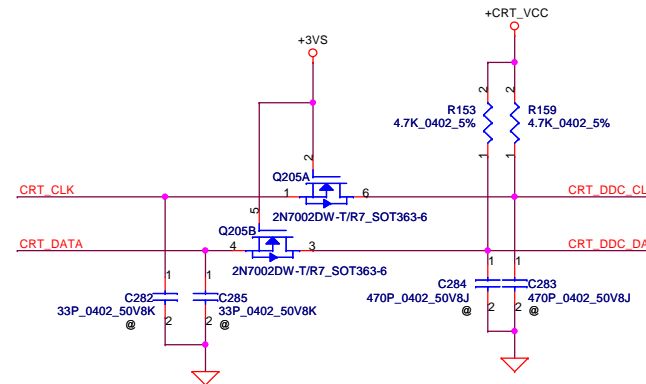 +CRT_VCC
+3VS
2
2
R153
4.7K_0402_5%
R159
4.7K_0402_5%
1
1
2
Q205A
CRT_CLK
1
6
CRT_DDC_CL
2N7002DW-T/R7_SOT363-6
5
Q205B
CRT_DATA
4
3
CRT_DDC_DA
2N7002DW-T/R7_SOT363-6
1
1
1
1
C282
33P_0402_50V8K
2
@
C285
33P_0402_50V8K
2
@
C284
470P_0402_50V8J
2
@
C283
470P_0402_50V8J
2
@